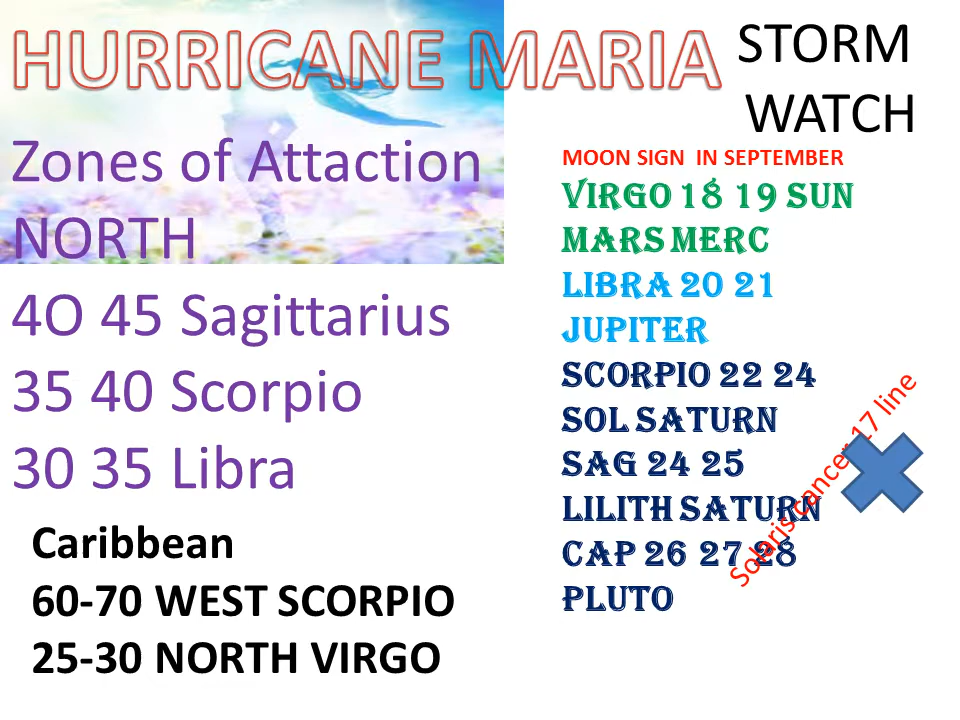 HURRICANE MARIA
STORM
WATCH
Zones of Attaction
NORTH
4O 45 Sagittarius
35 40 Scorpio
30 35 Libra
Caribbean
60-70 WEST SCORPIO
25-30 NORTH VIRGO
MOON SIGN IN SEPTEMBER
VIRGO 18 19 SUN
MARS MERC
LIBRA 20 21
JUPITER
SCORPIO 22 24
SOL SATURN
SAG 24 25
LILITH SATURN
CAP 26 27 28
PLUTO
Solaris cancer 17 line